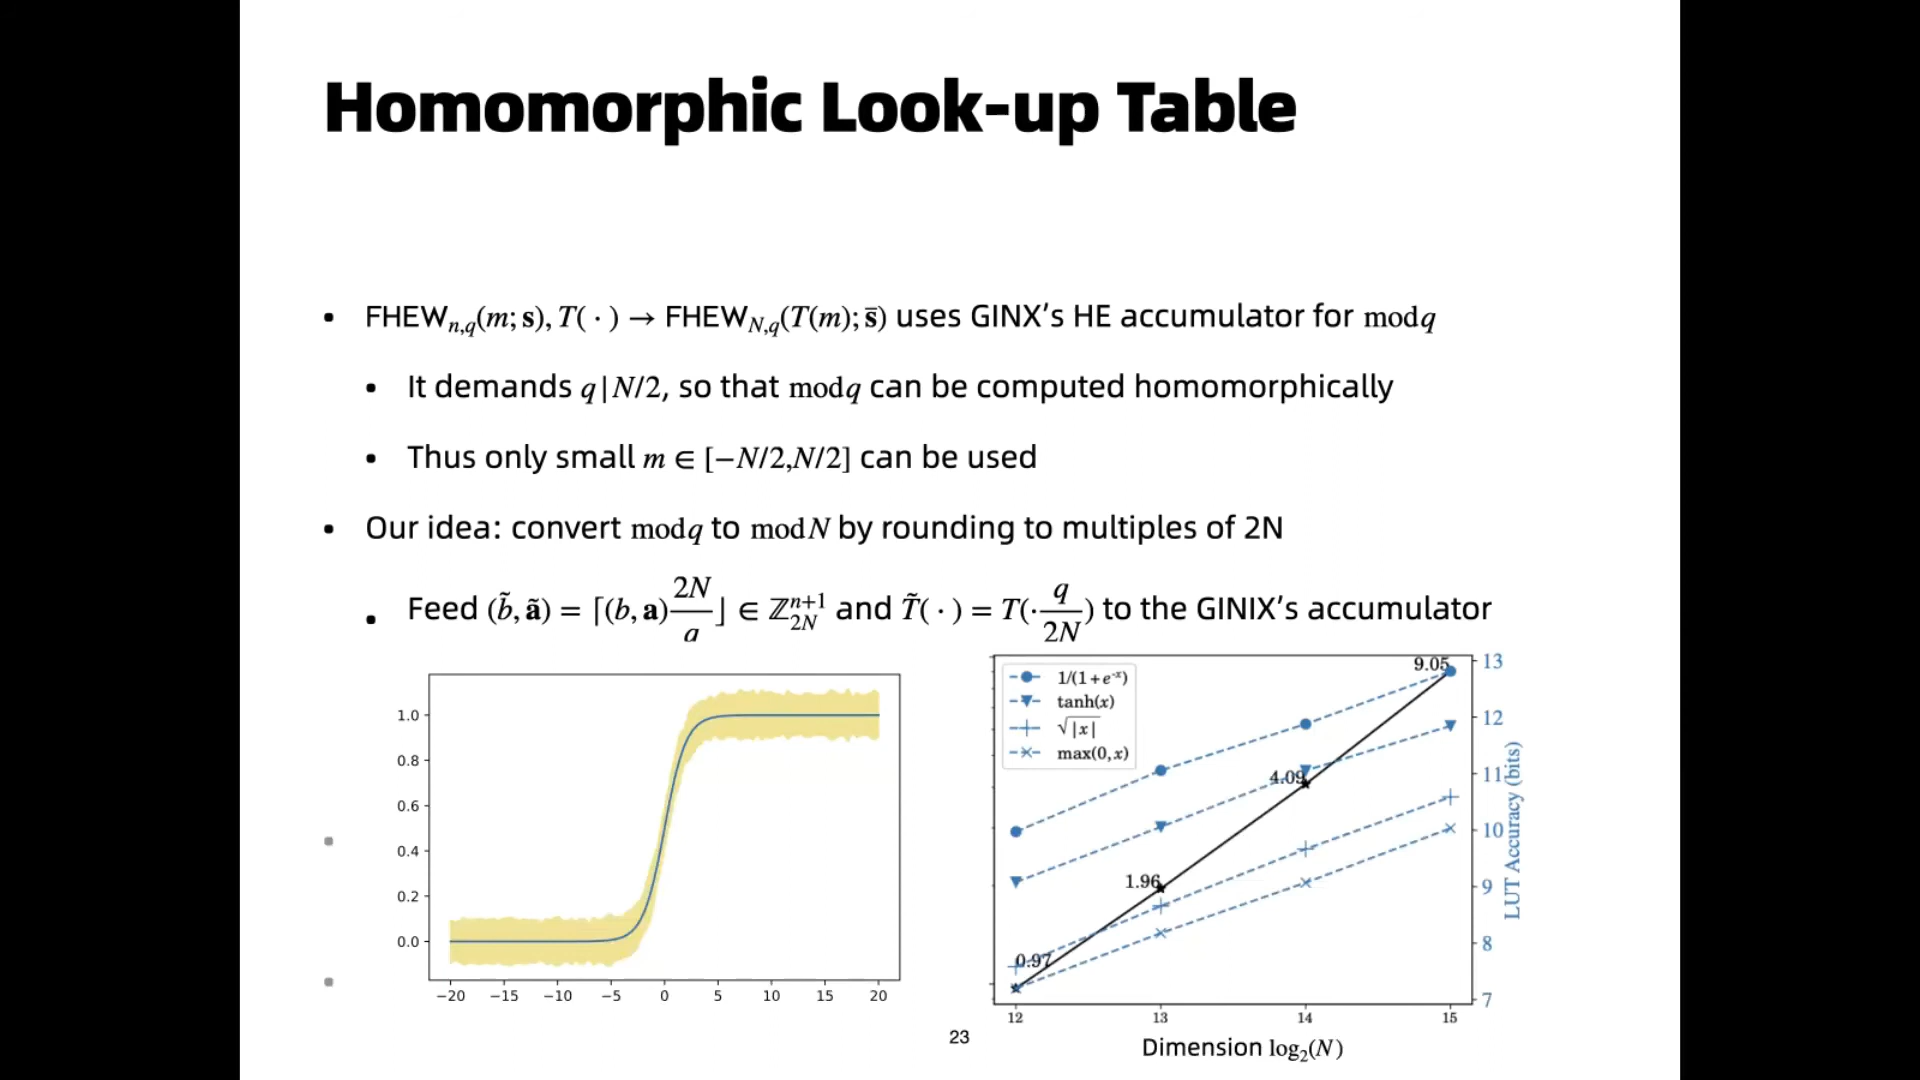 Homomorphic Look-up Table
• FHEW_{n,q}(m; s), T( · ) → FHEW_{N,q}(T(m); s̄) uses GINX’s HE accumulator for mod q
• It demands q | N/2, so that mod q can be computed homomorphically
• Thus only small m ∈ [−N/2,N/2] can be used
• Our idea: convert mod q to mod N by rounding to multiples of 2N
• Feed (b̃, ã) = ⌈(b, a) 2N/q⌋ ∈ ℤ_{2N}^{n+1} and T̃( · ) = T(· q/2N) to the GINIX’s accumulator
1.0
0.8
0.6
0.4
0.2
0.0
−20 −15 −10 −5 0 5 10 15 20
1/(1 + e^{-x})
tanh(x)
√|x|
max(0, x)
9.05
4.09
1.96
0.97
13
12
11
10
9
8
7
LUT Accuracy (bits)
12 13 14 15
Dimension log₂(N)
23